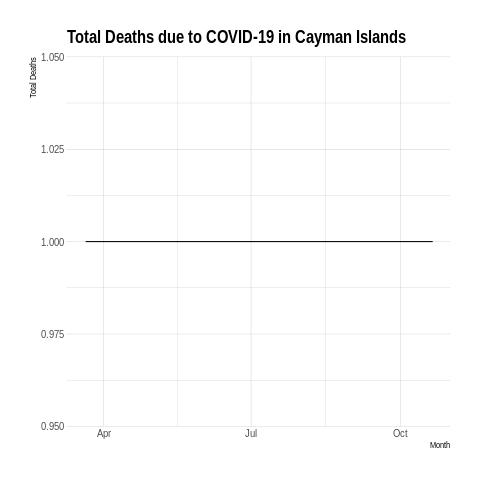 Total Deaths due to COVID-19 in Cayman Islands
Total Deaths
1.050
1.025
1.000
0.975
0.950
Apr Jul Oct
Month